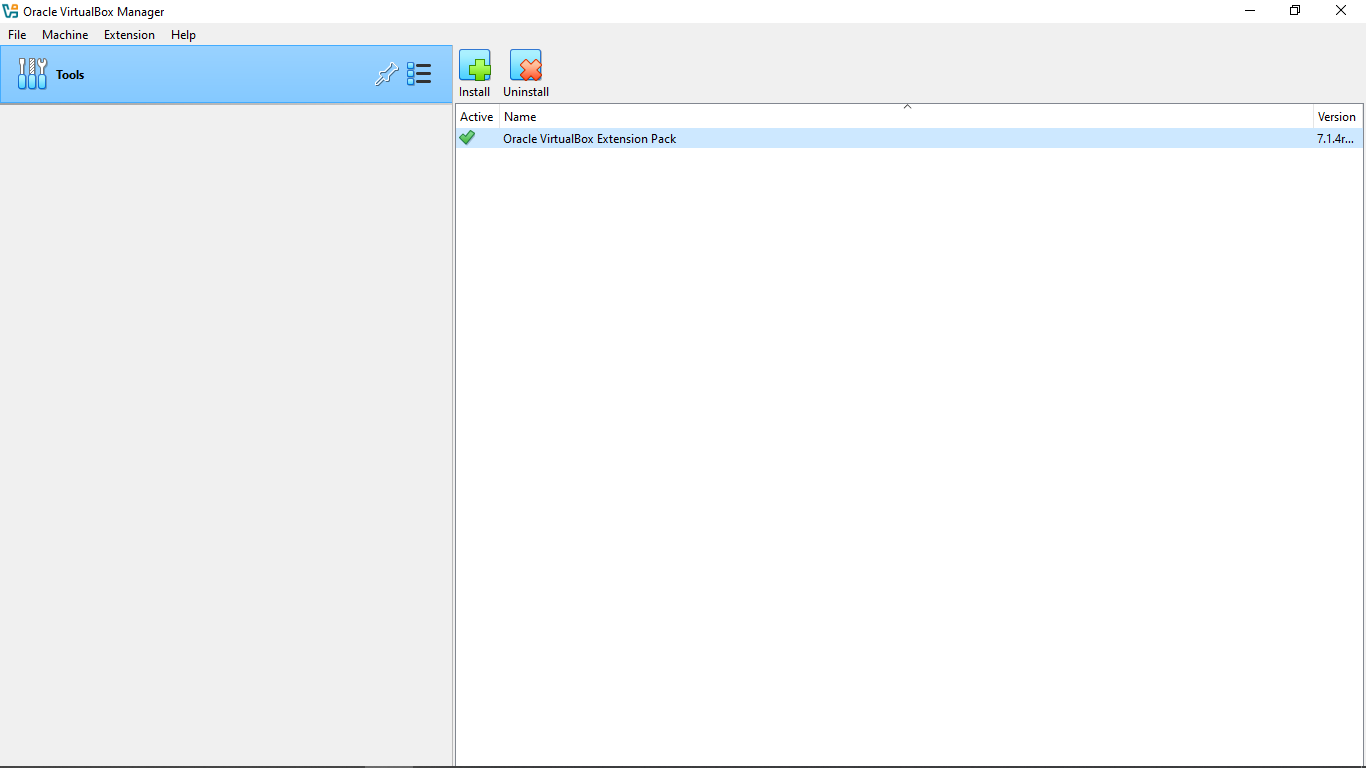 Oracle VirtualBox Manager
File Machine Extension Help
Tools
Install Uninstall
Active Name Version
Oracle VirtualBox Extension Pack 7.1.4r...